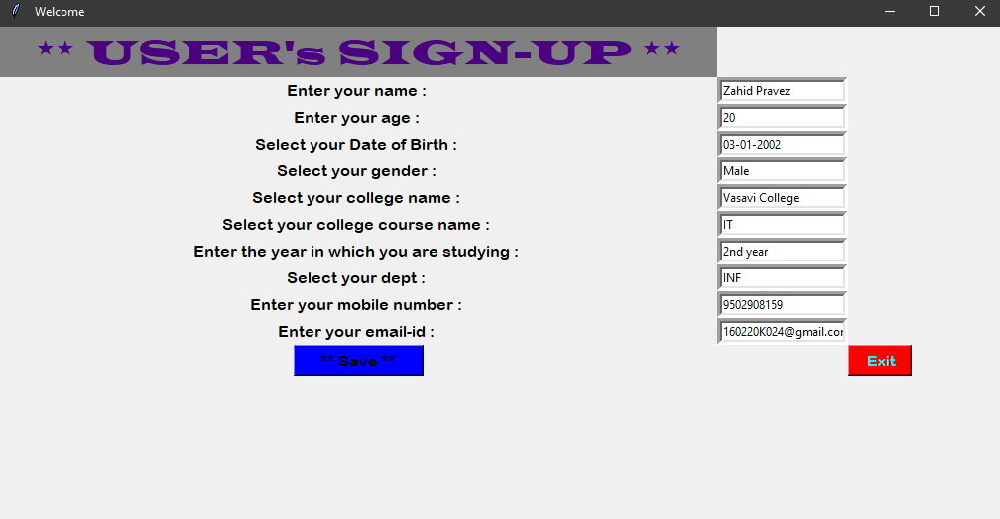 Welcome
** USER's SIGN-UP **
Enter your name : Zahid Pravez
Enter your age : 20
Select your Date of Birth : 03-01-2002
Select your gender : Male
Select your college name : Vasavi College
Select your college course name : IT
Enter the year in which you are studying : 2nd year
Select your dept : INF
Enter your mobile number : 9502908159
Enter your email-id : 160220K024@gmail.com
** Save ** Exit